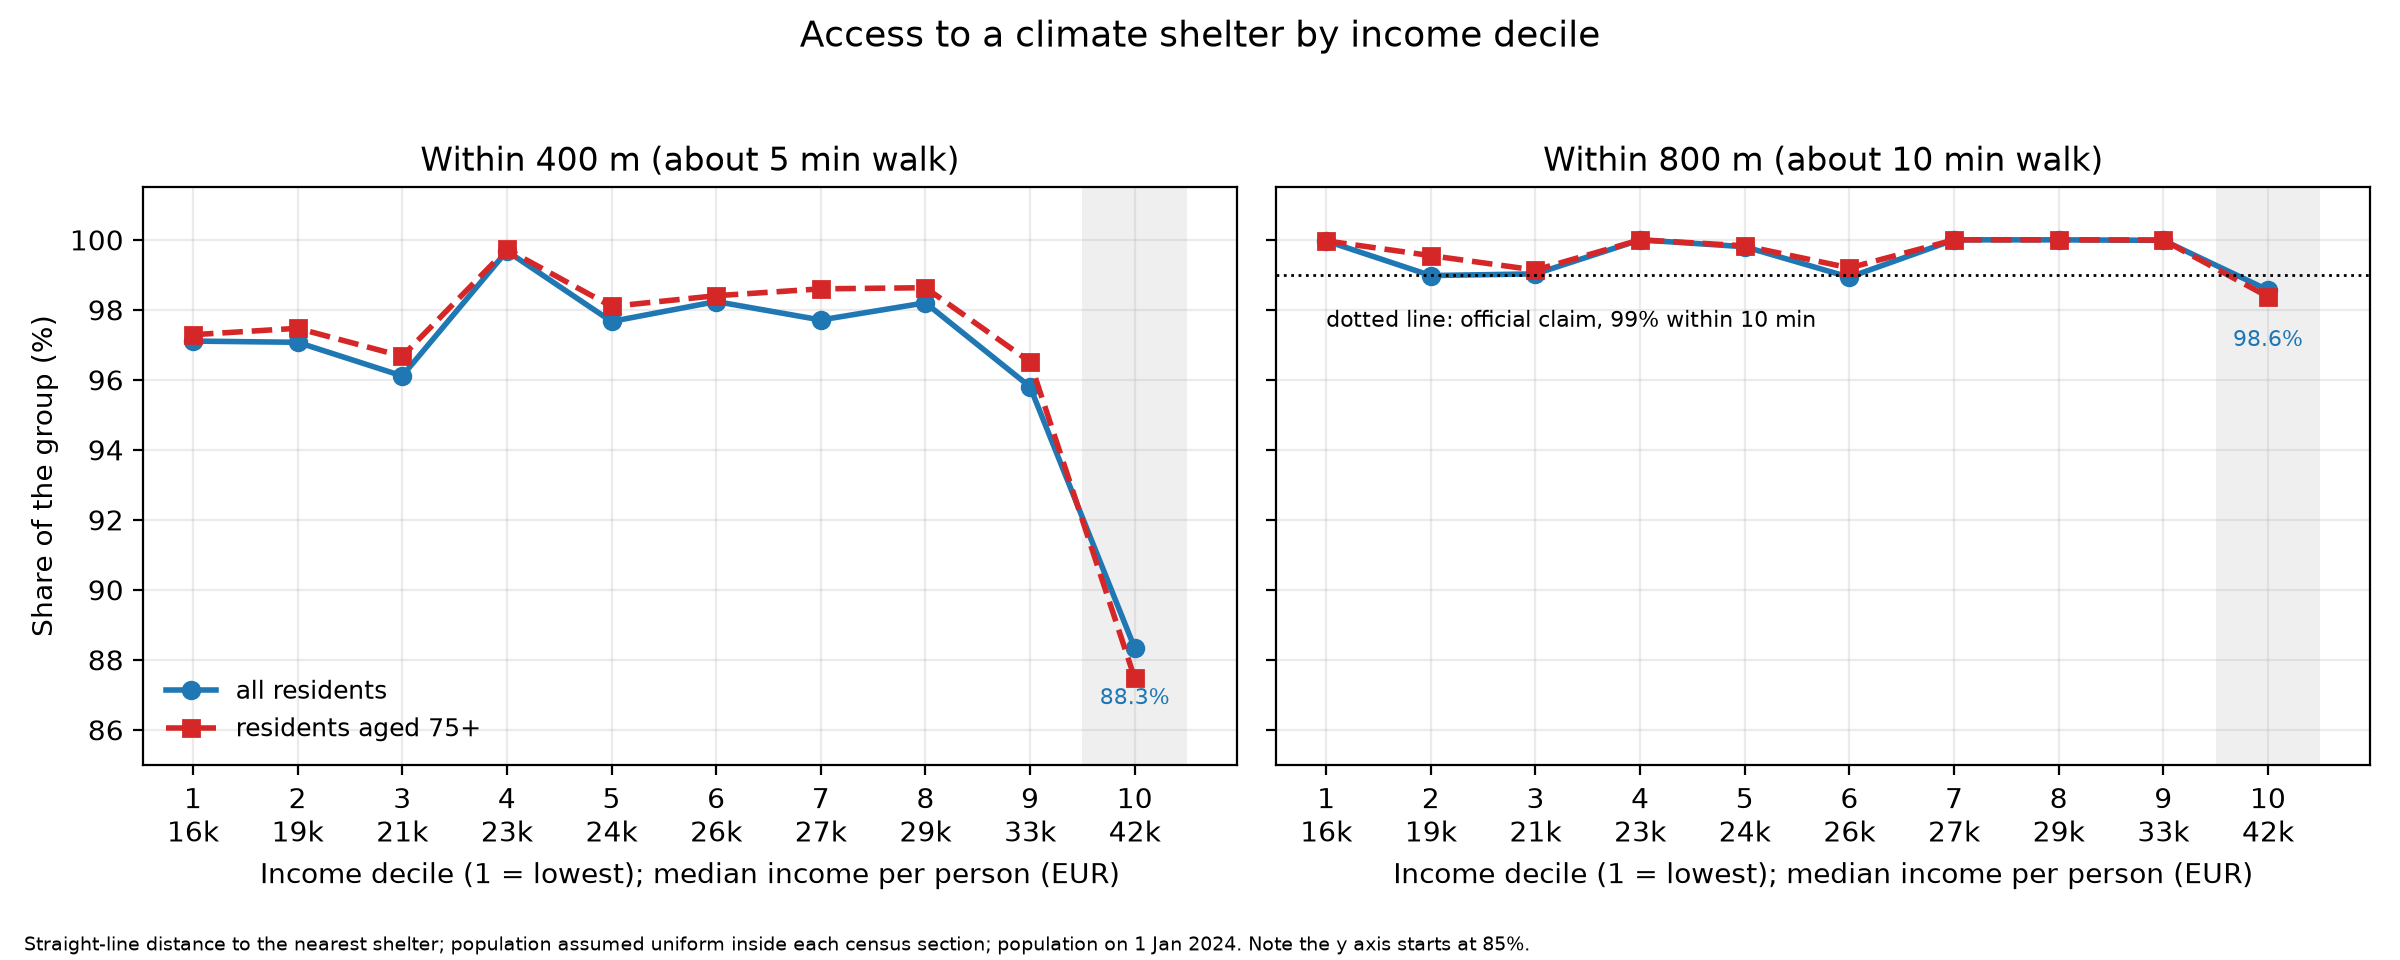 Access to a climate shelter by income decile
Within 400 m (about 5 min walk)
Share of the group (%)
100
98
96
94
92
90
88
86
88.3%
all residents
residents aged 75+
1 2 3 4 5 6 7 8 9 10
16k 19k 21k 23k 24k 26k 27k 29k 33k 42k
Income decile (1 = lowest); median income per person (EUR)
Within 800 m (about 10 min walk)
dotted line: official claim, 99% within 10 min
98.6%
1 2 3 4 5 6 7 8 9 10
16k 19k 21k 23k 24k 26k 27k 29k 33k 42k
Income decile (1 = lowest); median income per person (EUR)
Straight-line distance to the nearest shelter; population assumed uniform inside each census section; population on 1 Jan 2024. Note the y axis starts at 85%.